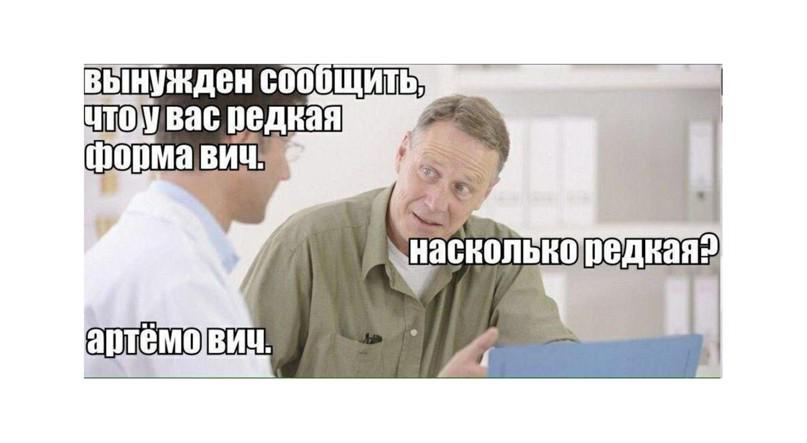 вынужден сообщить,
что у вас редкая
форма вич.
насколько редкая?
артёмо вич.